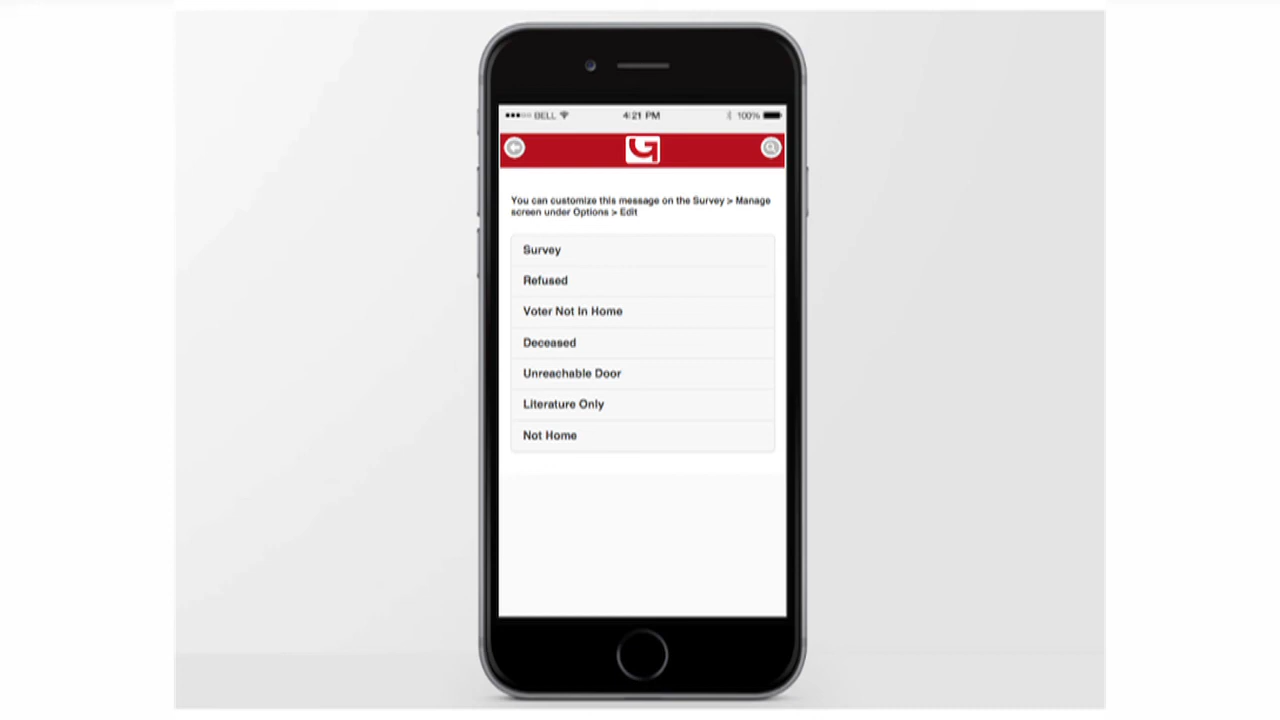 BELL 4:21 PM 100%
You can customize this message on the Survey > Manage
screen under Options > Edit
Survey
Refused
Voter Not In Home
Deceased
Unreachable Door
Literature Only
Not Home